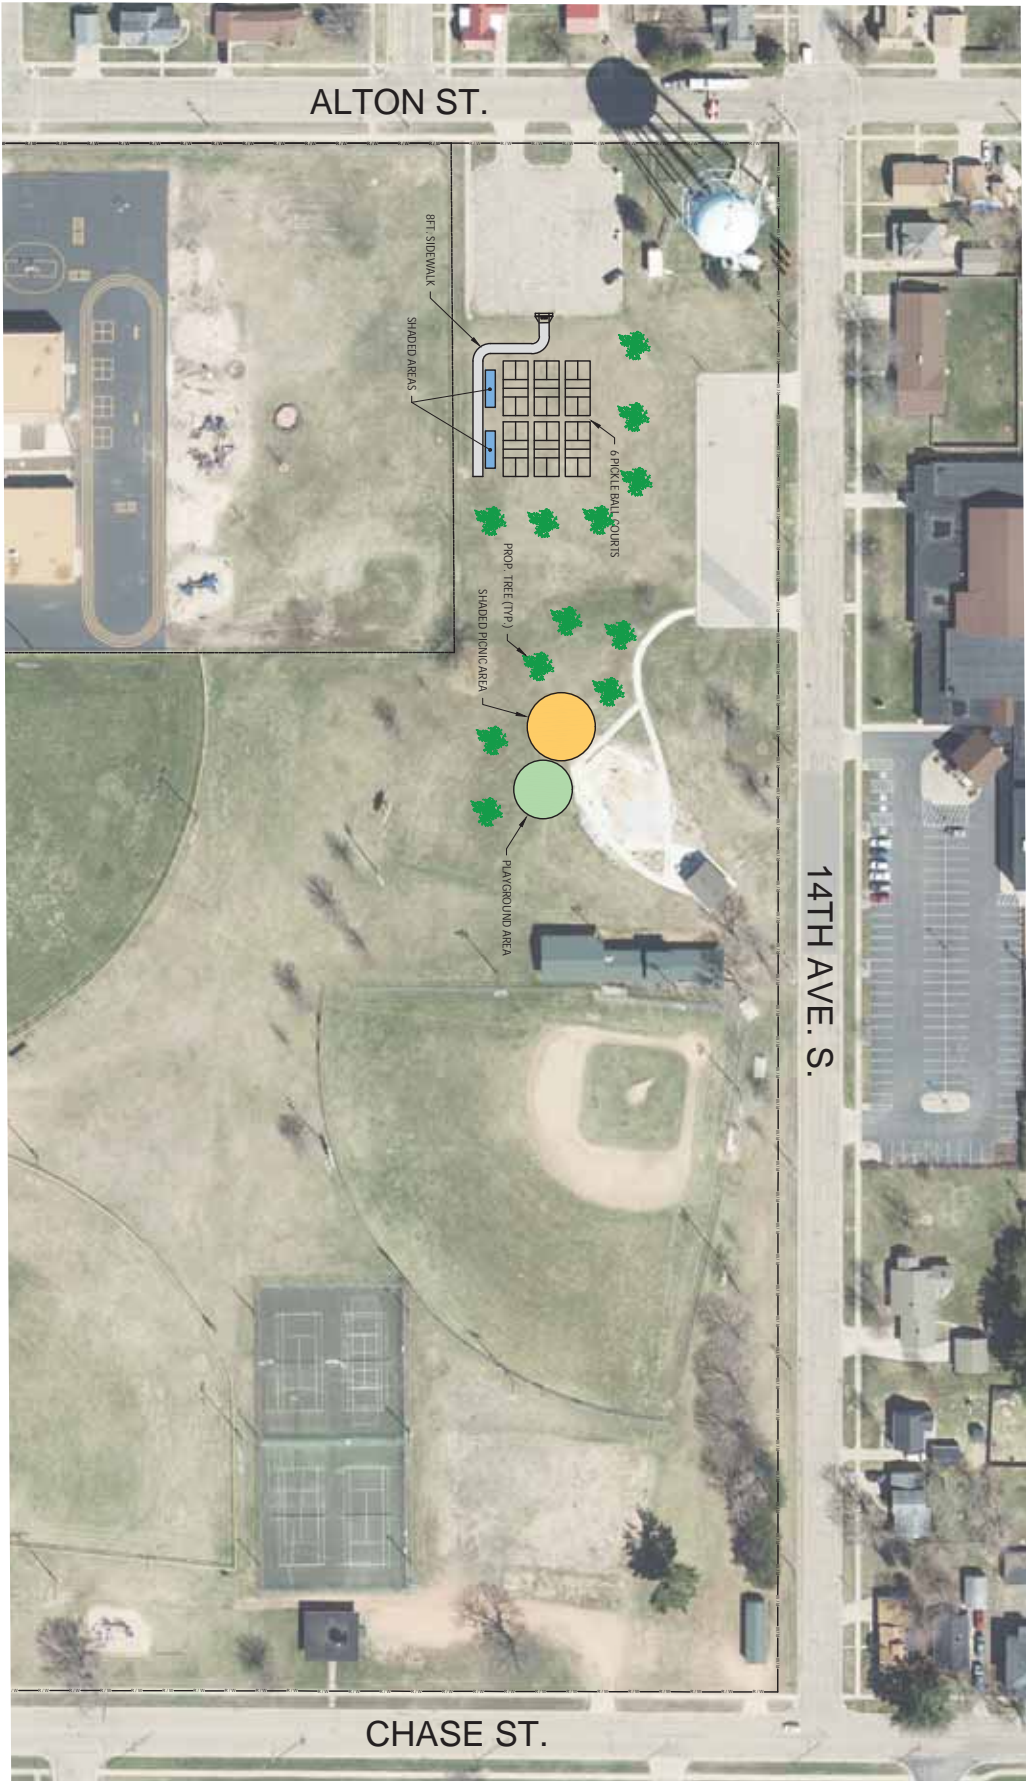 ALTON ST.
8FT. SIDEWALK
SHADED AREAS
6 PICKLE BALL COURTS
PROP. TREE (TYP.)
SHADED PICNIC AREA
PLAYGROUND AREA
14TH AVE. S.
CHASE ST.